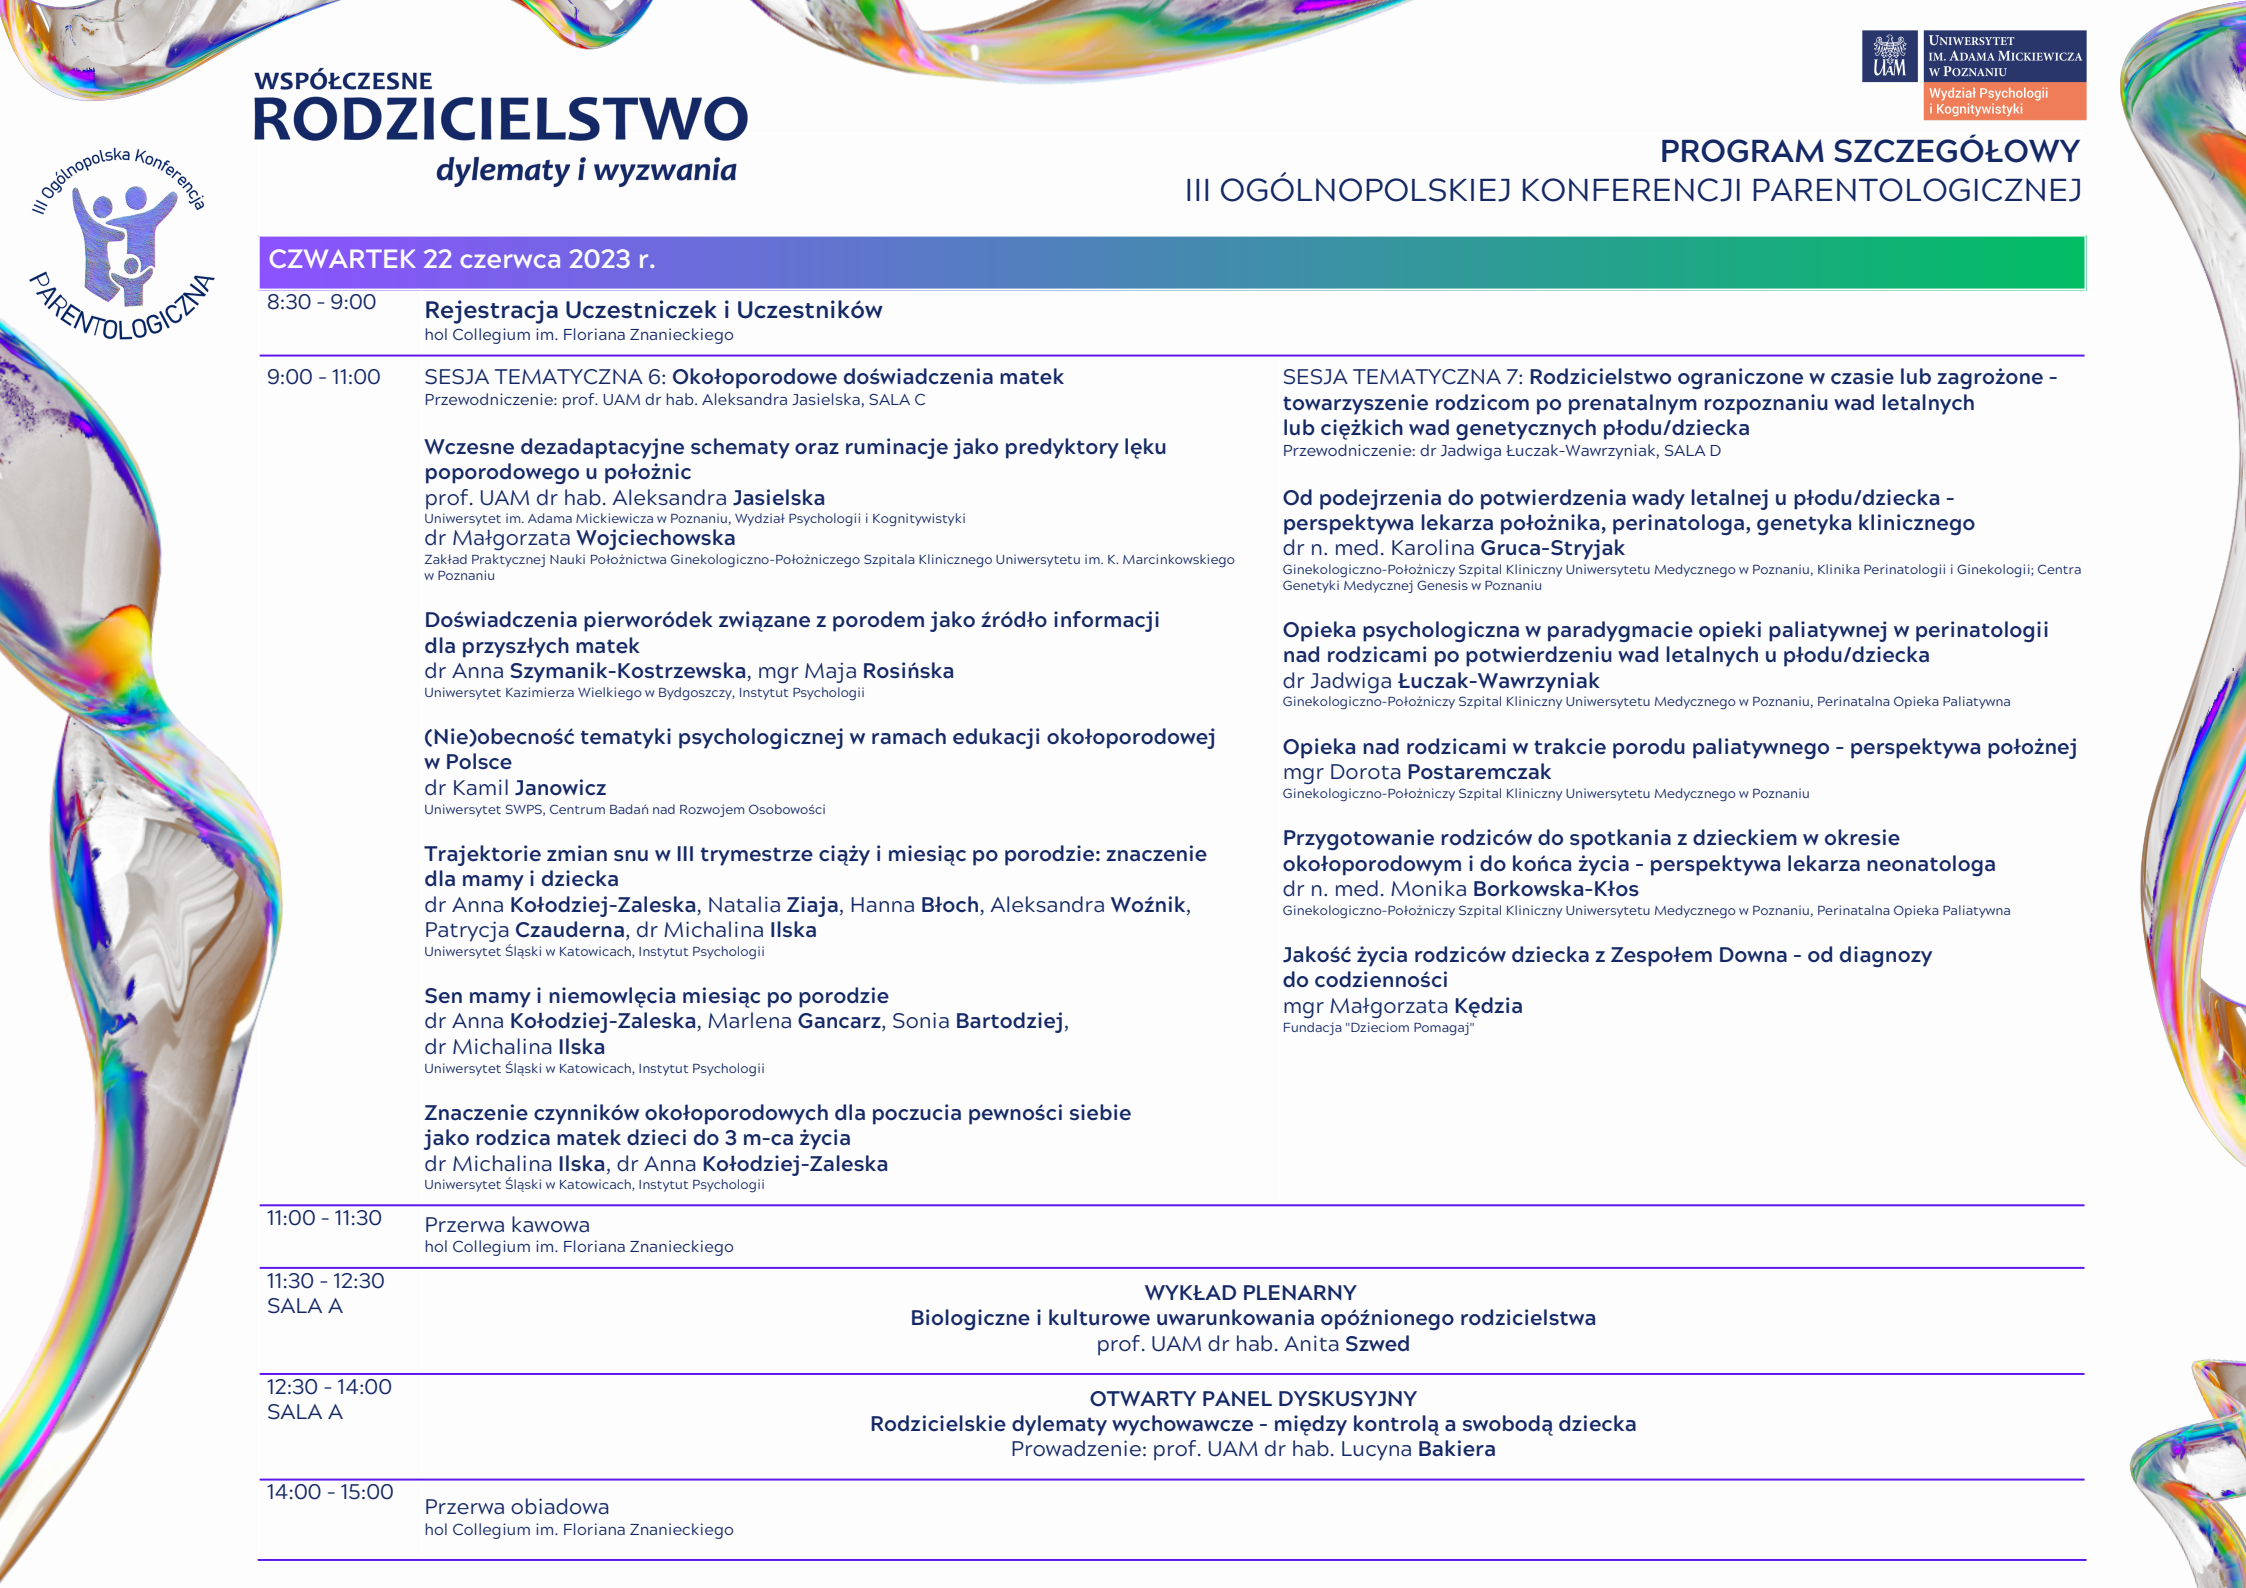 WSPÓŁCZESNE
RODZICIELSTWO
dylematy i wyzwania
III Ogólnopolska Konferencja
PARENTOLOGICZNA
UAM
UNIWERSYTET
IM. ADAMA MICKIEWICZA
W POZNANIU
Wydział Psychologii
i Kognitywistyki
PROGRAM SZCZEGÓŁOWY
III OGÓLNOPOLSKIEJ KONFERENCJI PARENTOLOGICZNEJ
CZWARTEK 22 czerwca 2023 r.
8:30 - 9:00
Rejestracja Uczestniczek i Uczestników
hol Collegium im. Floriana Znanieckiego
9:00 - 11:00
SESJA TEMATYCZNA 6: Okołoporodowe doświadczenia matek
Przewodniczenie: prof. UAM dr hab. Aleksandra Jasielska, SALA C
Wczesne dezadaptacyjne schematy oraz ruminacje jako predyktory lęku
poporodowego u położnic
prof. UAM dr hab. Aleksandra Jasielska
Uniwersytet im. Adama Mickiewicza w Poznaniu, Wydział Psychologii i Kognitywistyki
dr Małgorzata Wojciechowska
Zakład Praktycznej Nauki Położnictwa Ginekologiczno-Położniczego Szpitala Klinicznego Uniwersytetu im. K. Marcinkowskiego
w Poznaniu
Doświadczenia pierworódek związane z porodem jako źródło informacji
dla przyszłych matek
dr Anna Szymanik-Kostrzewska, mgr Maja Rosińska
Uniwersytet Kazimierza Wielkiego w Bydgoszczy, Instytut Psychologii
(Nie)obecność tematyki psychologicznej w ramach edukacji okołoporodowej
w Polsce
dr Kamil Janowicz
Uniwersytet SWPS, Centrum Badań nad Rozwojem Osobowości
Trajektorie zmian snu w III trymestrze ciąży i miesiąc po porodzie: znaczenie
dla mamy i dziecka
dr Anna Kołodziej-Zaleska, Natalia Ziaja, Hanna Błoch, Aleksandra Woźnik,
Patrycja Czauderna, dr Michalina Ilska
Uniwersytet Śląski w Katowicach, Instytut Psychologii
Sen mamy i niemowlęcia miesiąc po porodzie
dr Anna Kołodziej-Zaleska, Marlena Gancarz, Sonia Bartodziej,
dr Michalina Ilska
Uniwersytet Śląski w Katowicach, Instytut Psychologii
Znaczenie czynników okołoporodowych dla poczucia pewności siebie
jako rodzica matek dzieci do 3 m-ca życia
dr Michalina Ilska, dr Anna Kołodziej-Zaleska
Uniwersytet Śląski w Katowicach, Instytut Psychologii
SESJA TEMATYCZNA 7: Rodzicielstwo ograniczone w czasie lub zagrożone -
towarzyszenie rodzicom po prenatalnym rozpoznaniu wad letalnych
lub ciężkich wad genetycznych płodu/dziecka
Przewodniczenie: dr Jadwiga Łuczak-Wawrzyniak, SALA D
Od podejrzenia do potwierdzenia wady letalnej u płodu/dziecka -
perspektywa lekarza położnika, perinatologa, genetyka klinicznego
dr n. med. Karolina Gruca-Stryjak
Ginekologiczno-Położniczy Szpital Kliniczny Uniwersytetu Medycznego w Poznaniu, Klinika Perinatologii i Ginekologii; Centra
Genetyki Medycznej Genesis w Poznaniu
Opieka psychologiczna w paradygmacie opieki paliatywnej w perinatologii
nad rodzicami po potwierdzeniu wad letalnych u płodu/dziecka
dr Jadwiga Łuczak-Wawrzyniak
Ginekologiczno-Położniczy Szpital Kliniczny Uniwersytetu Medycznego w Poznaniu, Perinatalna Opieka Paliatywna
Opieka nad rodzicami w trakcie porodu paliatywnego - perspektywa położnej
mgr Dorota Postaremczak
Ginekologiczno-Położniczy Szpital Kliniczny Uniwersytetu Medycznego w Poznaniu
Przygotowanie rodziców do spotkania z dzieckiem w okresie
okołoporodowym i do końca życia - perspektywa lekarza neonatologa
dr n. med. Monika Borkowska-Kłos
Ginekologiczno-Położniczy Szpital Kliniczny Uniwersytetu Medycznego w Poznaniu, Perinatalna Opieka Paliatywna
Jakość życia rodziców dziecka z Zespołem Downa - od diagnozy
do codzienności
mgr Małgorzata Kędzia
Fundacja "Dzieciom Pomagaj"
11:00 - 11:30
Przerwa kawowa
hol Collegium im. Floriana Znanieckiego
11:30 - 12:30
SALA A
WYKŁAD PLENARNY
Biologiczne i kulturowe uwarunkowania opóźnionego rodzicielstwa
prof. UAM dr hab. Anita Szwed
12:30 - 14:00
SALA A
OTWARTY PANEL DYSKUSYJNY
Rodzicielskie dylematy wychowawcze - między kontrolą a swobodą dziecka
Prowadzenie: prof. UAM dr hab. Lucyna Bakiera
14:00 - 15:00
Przerwa obiadowa
hol Collegium im. Floriana Znanieckiego